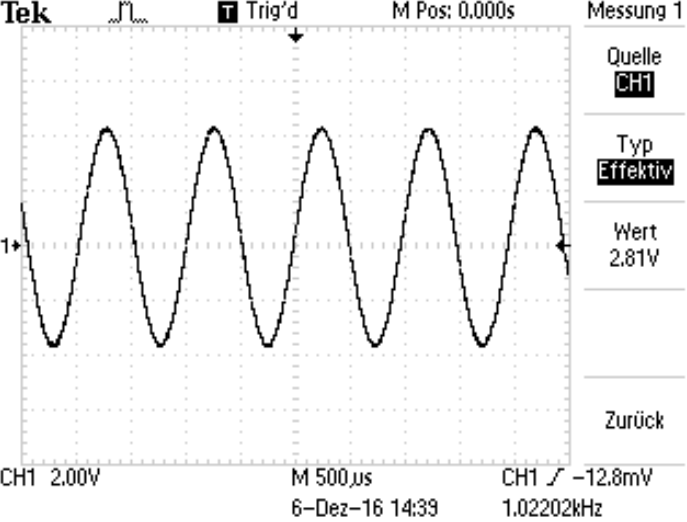 Tek T Trig'd M Pos: 0.000s Messung 1
Quelle
CH1
Typ
Effektiv
1
Wert
2.81V
Zurück
CH1 2.00V M 500µs CH1 -12.8mV
6-Dez-16 14:39 1.02202kHz